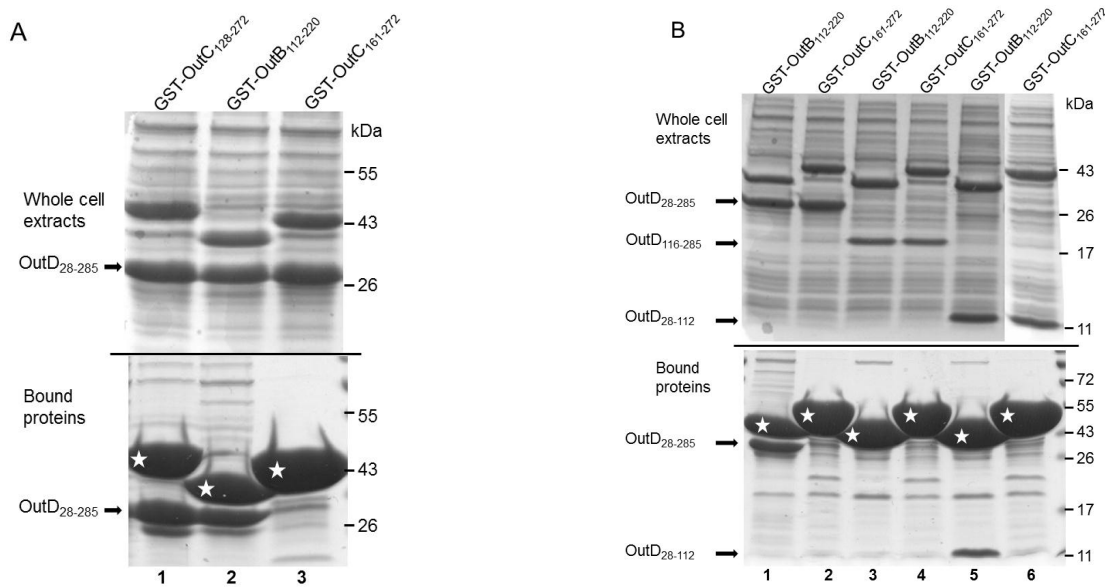 A
GST-OutC128-272
GST-OutB112-220
GST-OutC161-272
kDa
Whole cell
extracts
OutD28-285
55
43
26
Bound
proteins
OutD28-285
55
43
26
1 2 3
B
GST-OutB112-220
GST-OutC161-272
GST-OutB112-220
GST-OutC161-272
GST-OutB112-220
GST-OutC161-272
kDa
Whole cell
extracts
OutD28-285
OutD116-285
OutD28-112
43
26
17
11
Bound
proteins
OutD28-285
OutD28-112
72
55
43
26
17
11
1 2 3 4 5 6